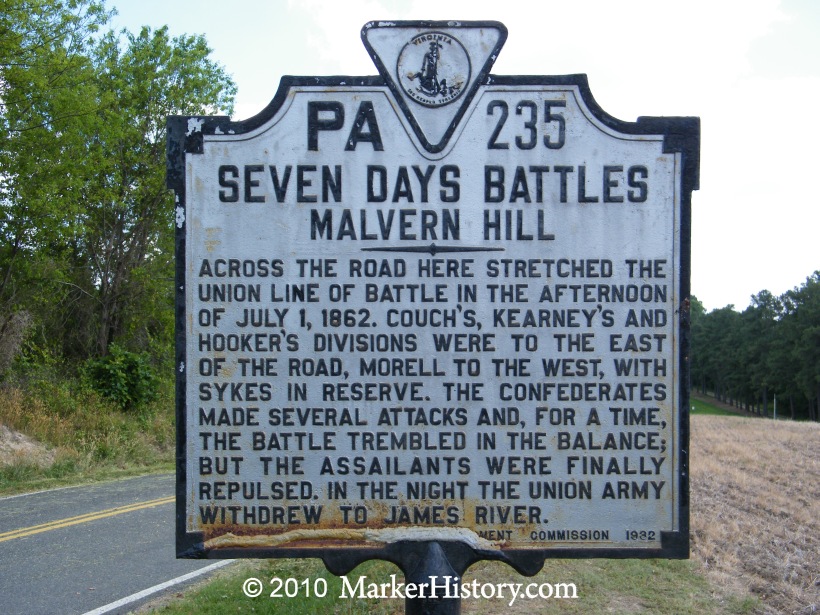 VIRGINIA
PA 235
SEVEN DAYS BATTLES
MALVERN HILL
ACROSS THE ROAD HERE STRETCHED THE
UNION LINE OF BATTLE IN THE AFTERNOON
OF JULY 1, 1862. COUCH'S, KEARNEY'S AND
HOOKER'S DIVISIONS WERE TO THE EAST
OF THE ROAD, MORELL TO THE WEST, WITH
SYKES IN RESERVE. THE CONFEDERATES
MADE SEVERAL ATTACKS AND, FOR A TIME,
THE BATTLE TREMBLED IN THE BALANCE;
BUT THE ASSAILANTS WERE FINALLY
REPULSED. IN THE NIGHT THE UNION ARMY
WITHDREW TO JAMES RIVER.
MENT COMMISSION 1932
© 2010 MarkerHistory.com